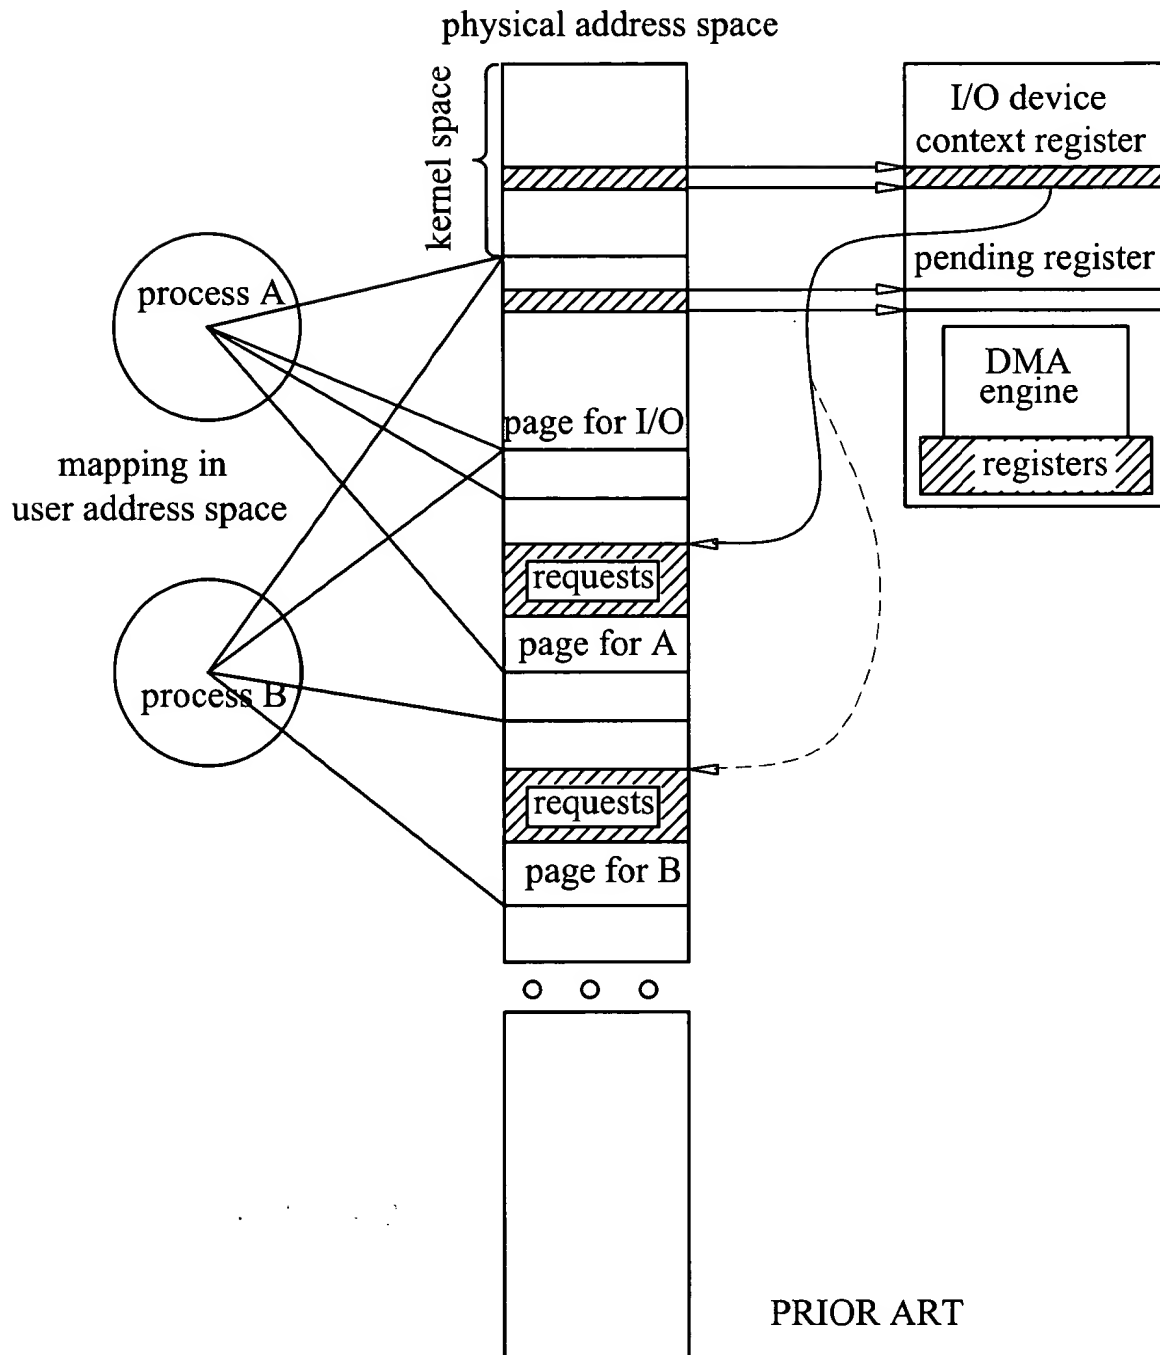 physical address space
kernel space
I/O device
context register
pending register
process A
DMA
engine
page for I/O
mapping in
user address space
registers
requests
page for A
process B
requests
page for B
PRIOR ART